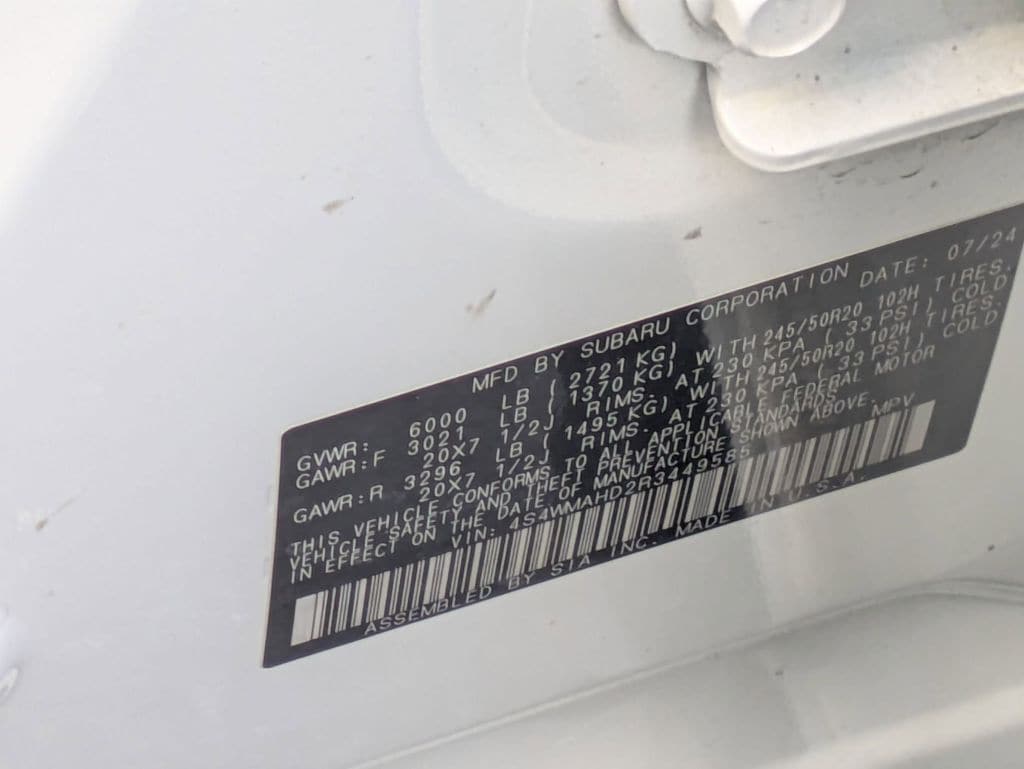 MFD BY SUBARU CORPORATION DATE: 07/24
GVWR: 6000 LB ( 2721 KG)
GAWR:F 3021 LB ( 1370 KG) WITH 245/50R20 102H TIRES.
20X7 1/2J RIMS. AT 230 KPA ( 33 PSI) COLD
GAWR:R 3296 LB ( 1495 KG) WITH 245/50R20 102H TIRES.
20X7 1/2J RIMS. AT 230 KPA ( 33 PSI) COLD
THIS VEHICLE CONFORMS TO ALL APPLICABLE FEDERAL MOTOR
VEHICLE SAFETY AND THEFT PREVENTION STANDARDS
IN EFFECT ON THE DATE OF MANUFACTURE SHOWN ABOVE.
VIN: 4S4WMAHD2R3449585 MPV
ASSEMBLED BY SIA INC. MADE IN U.S.A.